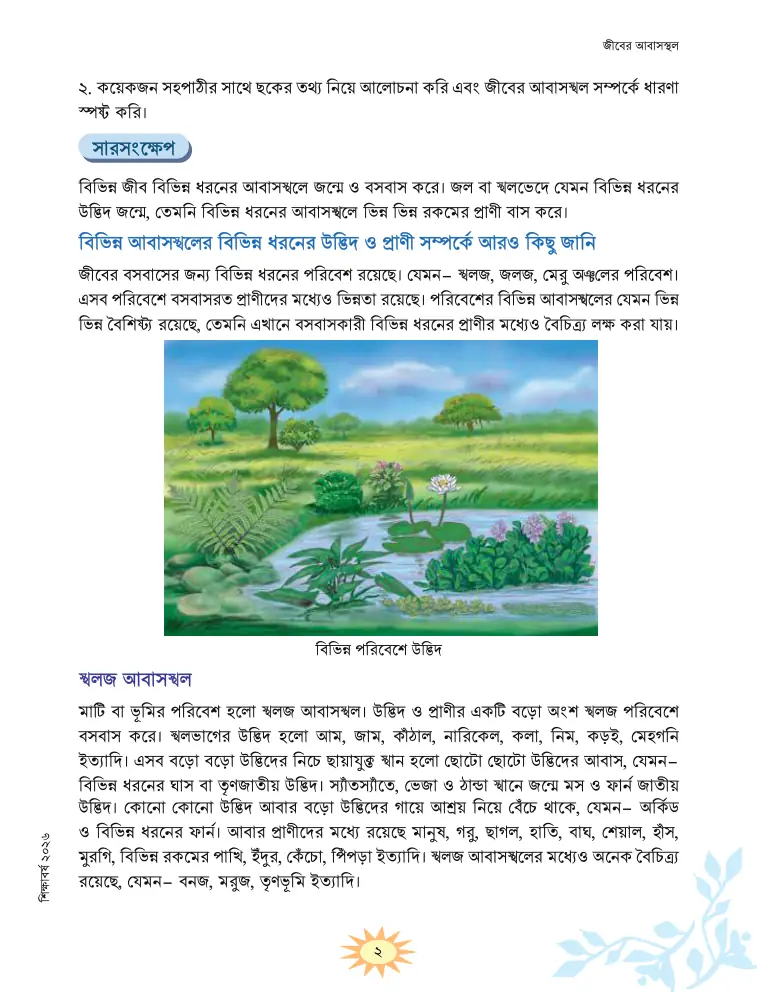 জীবের আবাসস্থল
২. কয়েকজন সহপাঠীর সাথে ছকের তথ্য নিয়ে আলোচনা করি এবং জীবের আবাসস্থল সম্পর্কে ধারণা
স্পষ্ট করি।
সারসংক্ষেপ
বিভিন্ন জীব বিভিন্ন ধরনের আবাসস্থলে জন্মে ও বসবাস করে। জল বা স্থলভেদে যেমন বিভিন্ন ধরনের
উদ্ভিদ জন্মে, তেমনি বিভিন্ন ধরনের আবাসস্থলে ভিন্ন ভিন্ন রকমের প্রাণী বাস করে।
বিভিন্ন আবাসস্থলের বিভিন্ন ধরনের উদ্ভিদ ও প্রাণী সম্পর্কে আরও কিছু জানি
জীবের বসবাসের জন্য বিভিন্ন ধরনের পরিবেশ রয়েছে। যেমন– স্থলজ, জলজ, মেরু অঞ্চলের পরিবেশ।
এসব পরিবেশে বসবাসরত প্রাণীদের মধ্যেও ভিন্নতা রয়েছে। পরিবেশের বিভিন্ন আবাসস্থলের যেমন ভিন্ন
ভিন্ন বৈশিষ্ট্য রয়েছে, তেমনি এখানে বসবাসকারী বিভিন্ন ধরনের প্রাণীর মধ্যেও বৈচিত্র্য লক্ষ করা যায়।
বিভিন্ন পরিবেশে উদ্ভিদ
স্থলজ আবাসস্থল
মাটি বা ভূমির পরিবেশ হলো স্থলজ আবাসস্থল। উদ্ভিদ ও প্রাণীর একটি বড়ো অংশ স্থলজ পরিবেশে
বসবাস করে। স্থলভাগের উদ্ভিদ হলো আম, জাম, কাঁঠাল, নারিকেল, কলা, নিম, কড়ই, মেহগনি
ইত্যাদি। এসব বড়ো বড়ো উদ্ভিদের নিচে ছায়াযুক্ত স্থান হলো ছোটো ছোটো উদ্ভিদের আবাস, যেমন–
বিভিন্ন ধরনের ঘাস বা তৃণজাতীয় উদ্ভিদ। স্যাঁতস্যাঁতে, ভেজা ও ঠান্ডা স্থানে জন্মে মস ও ফার্ন জাতীয়
উদ্ভিদ। কোনো কোনো উদ্ভিদ আবার বড়ো উদ্ভিদের গায়ে আশ্রয় নিয়ে বেঁচে থাকে, যেমন– অর্কিড
ও বিভিন্ন ধরনের ফার্ন। আবার প্রাণীদের মধ্যে রয়েছে মানুষ, গরু, ছাগল, হাতি, বাঘ, শেয়াল, হাঁস,
মুরগি, বিভিন্ন রকমের পাখি, ইঁদুর, কেঁচো, পিঁপড়া ইত্যাদি। স্থলজ আবাসস্থলের মধ্যেও অনেক বৈচিত্র্য
রয়েছে, যেমন– বনজ, মরুজ, তৃণভূমি ইত্যাদি।
শিক্ষাবর্ষ ২০২৬
২